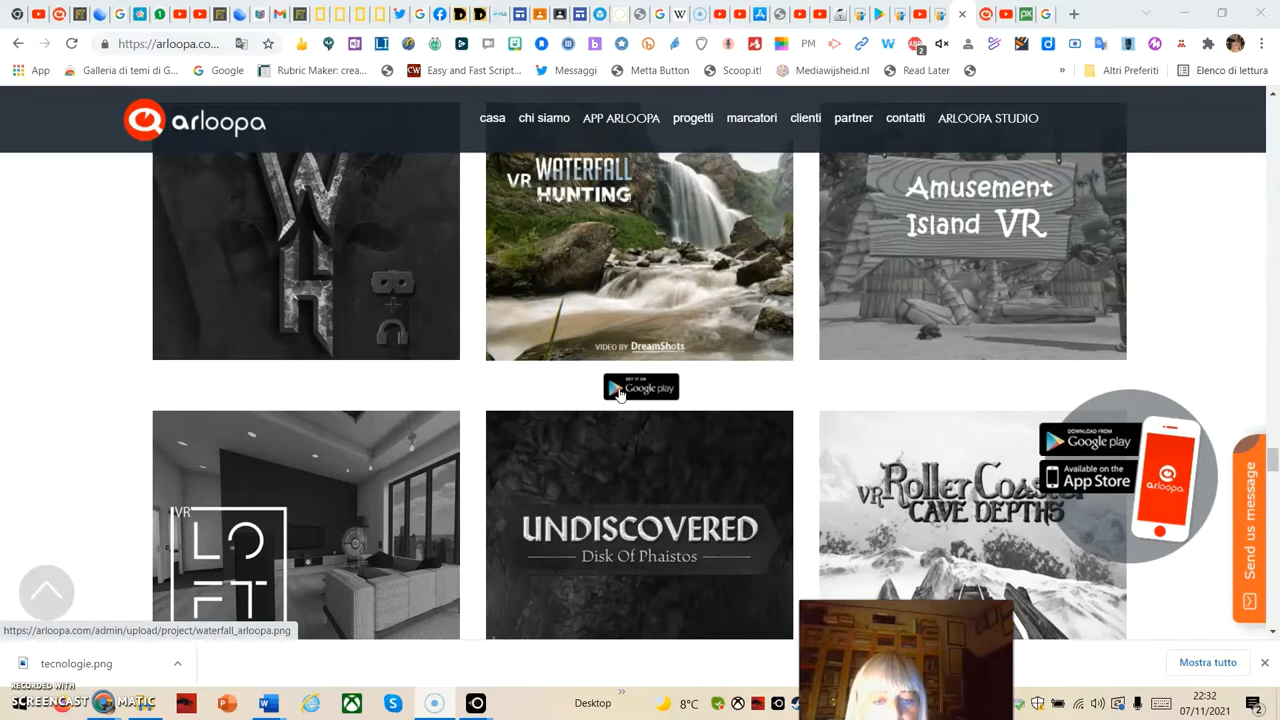 https://arloopa.co...
App
Galleria di temi di G...
Google
Rubric Maker: crea...
Easy and Fast Script...
Messaggi
Metta Button
Scoop.it!
Mediawijsheid.nl
Read Later
»
Altri Preferiti
Elenco di lettura
arloopa
casa
chi siamo
APP ARLOOPA
progetti
marcatori
clienti
partner
contatti
ARLOOPA STUDIO
VR WATERFALL
HUNTING
VIDEO BY DreamShots
Amusement
Island VR
GET IT ON
Google play
VR
LOFT
UNDISCOVERED
Disk Of Phaistos
VR Roller Coaster
CAVE DEPTHS
DOWNLOAD FROM
Google play
Available on the
App Store
arloopa
Send us message
https://arloopa.com/admin/upload/project/waterfall_arloopa.png
tecnologie.png
Mostra tutto
RECORDED WITH
SCREENCAST MATIC
Desktop
»
8°C
22:32
07/11/2021
2